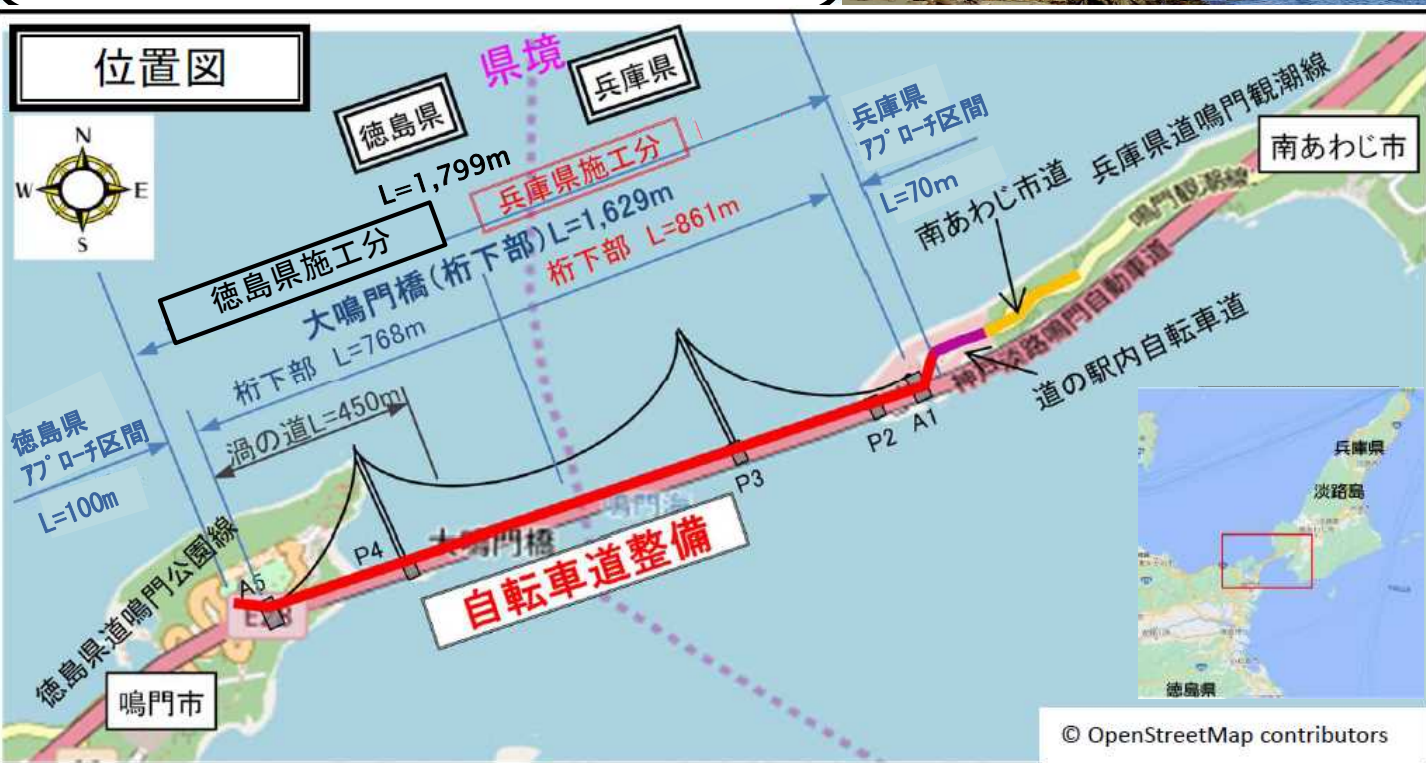 位置図
N
W
E
S
県境
徳島県
兵庫県
L=1,799m
兵庫県施工分
徳島県施工分
大鳴門橋(桁下部)L=1,629m
桁下部 L=861m
桁下部 L=768m
渦の道L=450m
兵庫県
ｱﾌﾟﾛｰﾁ区間
L=70m
徳島県
ｱﾌﾟﾛｰﾁ区間
L=100m
南あわじ市道
兵庫県道鳴門観潮線
鳴門観潮線
南あわじ市
神戸淡路鳴門自動車道
道の駅内自転車道
P2
A1
P3
P4
A5
鳴門海
大鳴門橋
自転車道整備
徳島県道鳴門公園線
鳴門市
兵庫県
淡路島
徳島県
© OpenStreetMap contributors